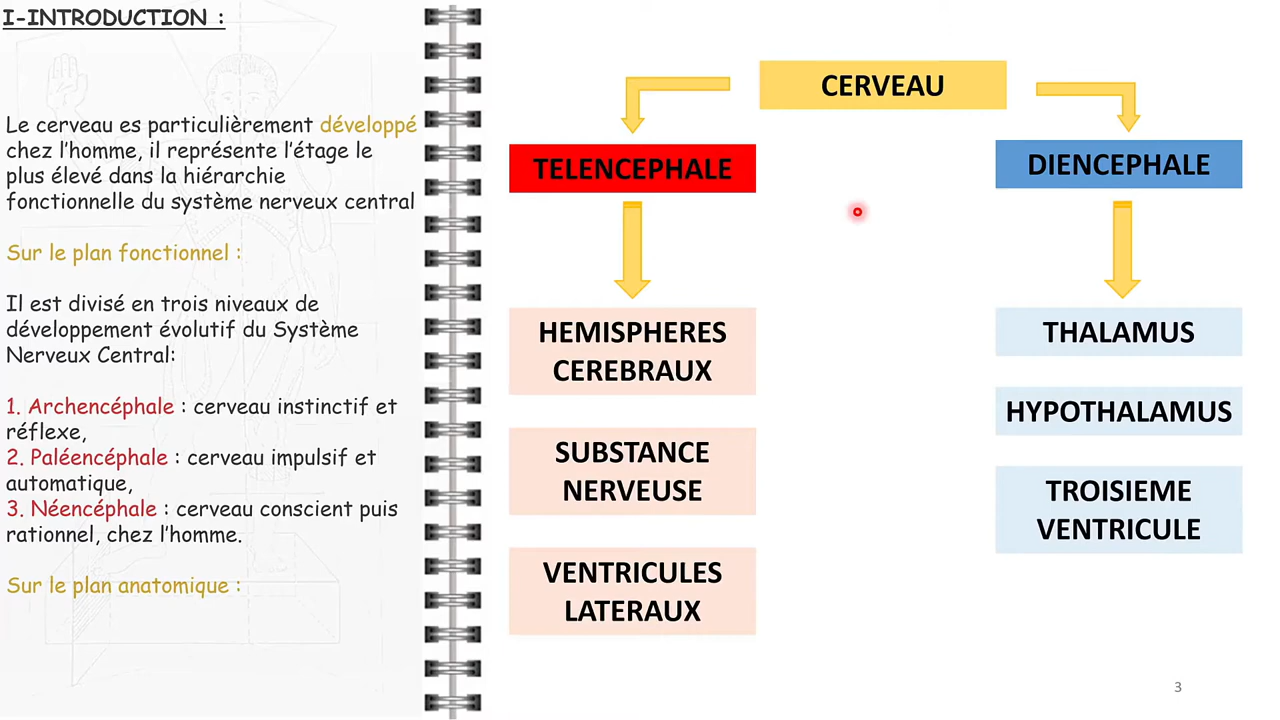 I-INTRODUCTION :
Le cerveau es particulièrement développé
chez l’homme, il représente l’étage le
plus élevé dans la hiérarchie
fonctionnelle du système nerveux central
Sur le plan fonctionnel :
Il est divisé en trois niveaux de
développement évolutif du Système
Nerveux Central:
1. Archencéphale : cerveau instinctif et
réflexe,
2. Paléencéphale : cerveau impulsif et
automatique,
3. Néencéphale : cerveau conscient puis
rationnel, chez l’homme.
Sur le plan anatomique :
CERVEAU
TELENCEPHALE
HEMISPHERES
CEREBRAUX
SUBSTANCE
NERVEUSE
VENTRICULES
LATERAUX
DIENCEPHALE
THALAMUS
HYPOTHALAMUS
TROISIEME
VENTRICULE
3